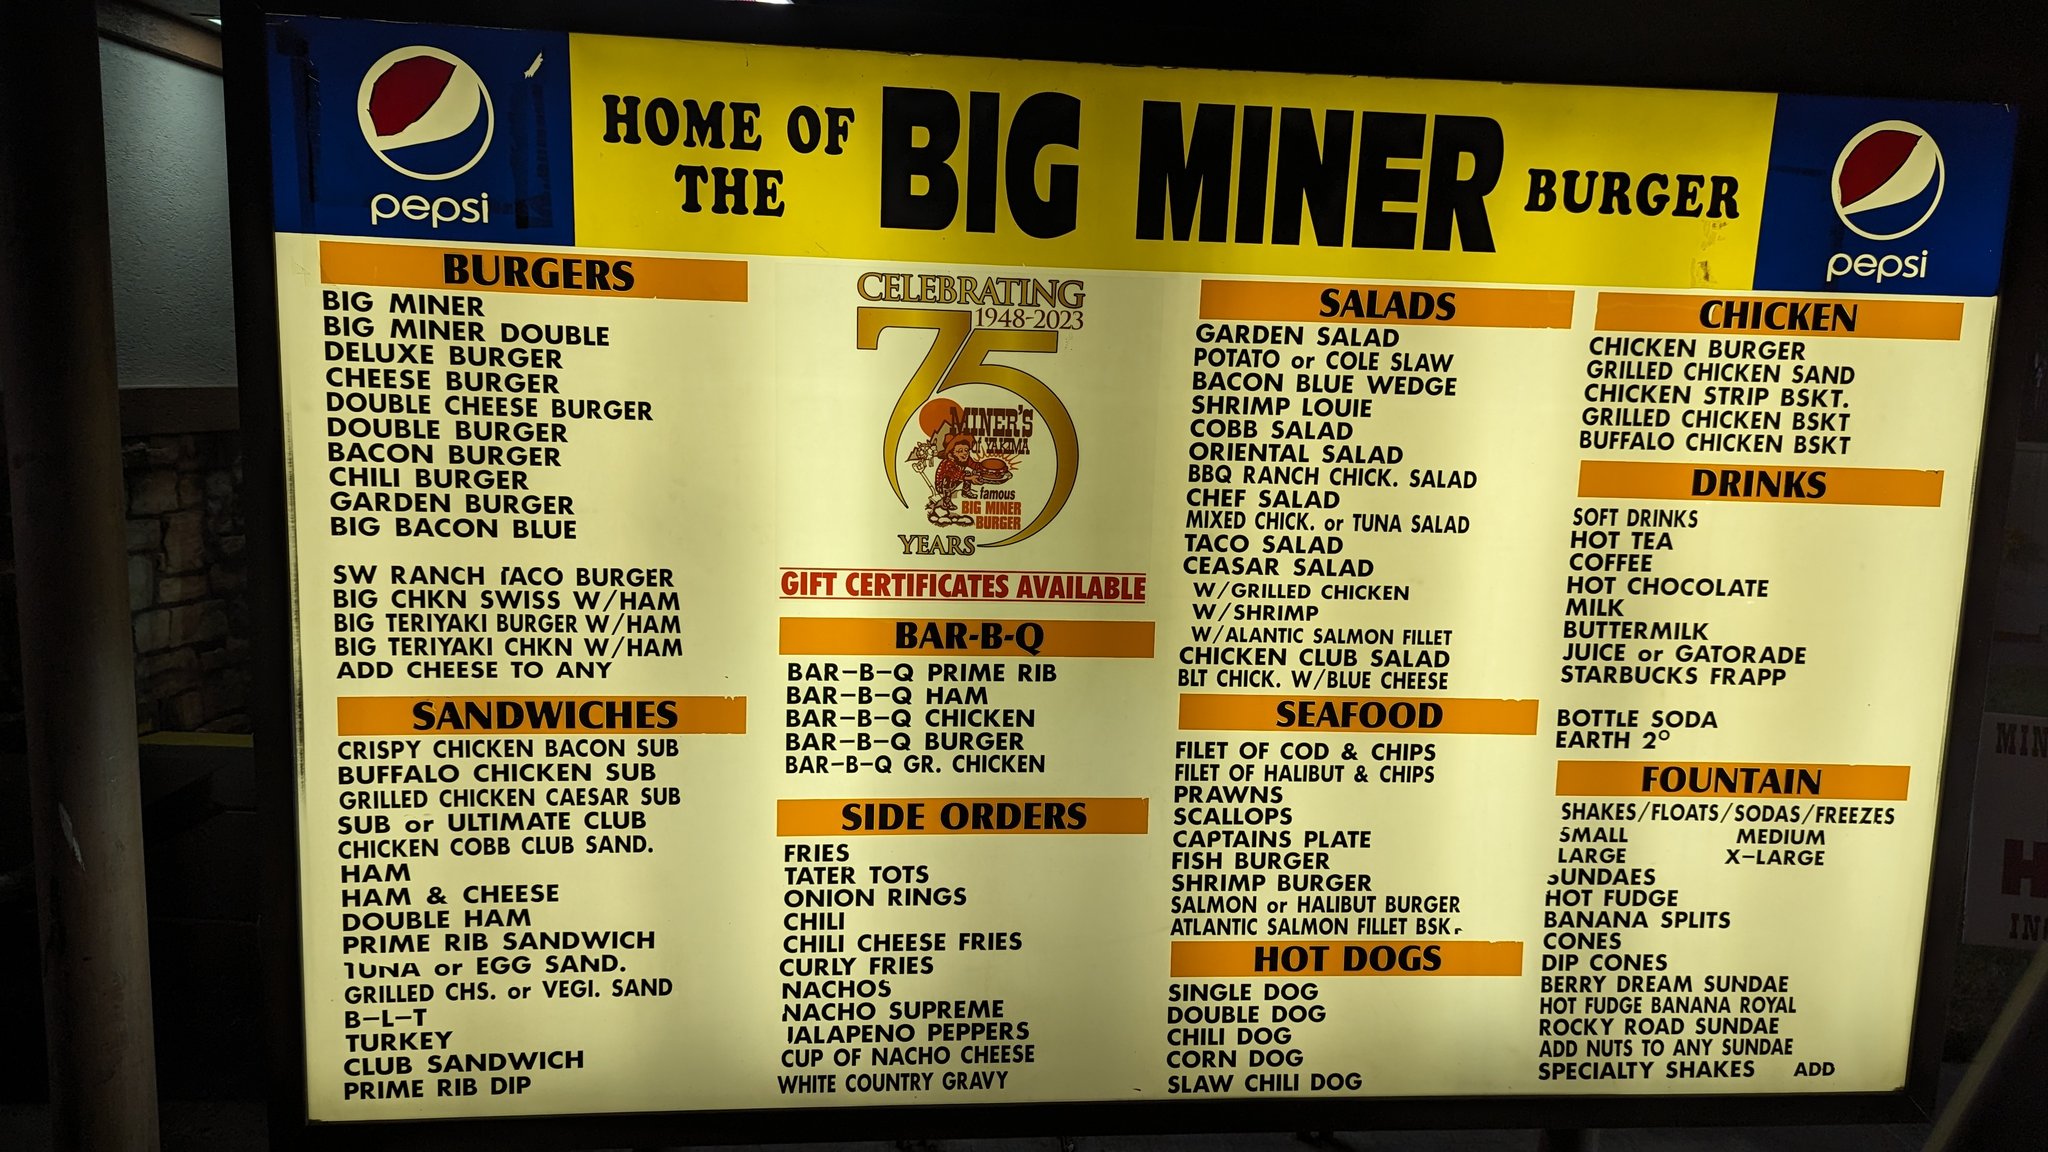 pepsi
HOME OF
THE
BIG MINER
BURGER
pepsi
BURGERS
BIG MINER
BIG MINER DOUBLE
DELUXE BURGER
CHEESE BURGER
DOUBLE CHEESE BURGER
DOUBLE BURGER
BACON BURGER
CHILI BURGER
GARDEN BURGER
BIG BACON BLUE
SW RANCH TACO BURGER
BIG CHKN SWISS W/HAM
BIG TERIYAKI BURGER W/HAM
BIG TERIYAKI CHKN W/HAM
ADD CHEESE TO ANY
SANDWICHES
CRISPY CHICKEN BACON SUB
BUFFALO CHICKEN SUB
GRILLED CHICKEN CAESAR SUB
SUB or ULTIMATE CLUB
CHICKEN COBB CLUB SAND.
HAM
HAM & CHEESE
DOUBLE HAM
PRIME RIB SANDWICH
TUNA or EGG SAND.
GRILLED CHS. or VEGI. SAND
B-L-T
TURKEY
CLUB SANDWICH
PRIME RIB DIP
CELEBRATING
1948-2023
75
MINER'S
of YAKIMA
famous
BIG MINER
BURGER
YEARS
GIFT CERTIFICATES AVAILABLE
BAR-B-Q
BAR-B-Q PRIME RIB
BAR-B-Q HAM
BAR-B-Q CHICKEN
BAR-B-Q BURGER
BAR-B-Q GR. CHICKEN
SIDE ORDERS
FRIES
TATER TOTS
ONION RINGS
CHILI
CHILI CHEESE FRIES
CURLY FRIES
NACHOS
NACHO SUPREME
JALAPENO PEPPERS
CUP OF NACHO CHEESE
WHITE COUNTRY GRAVY
SALADS
GARDEN SALAD
POTATO or COLE SLAW
BACON BLUE WEDGE
SHRIMP LOUIE
COBB SALAD
ORIENTAL SALAD
BBQ RANCH CHICK. SALAD
CHEF SALAD
MIXED CHICK. or TUNA SALAD
TACO SALAD
CEASAR SALAD
W/GRILLED CHICKEN
W/SHRIMP
W/ALANTIC SALMON FILLET
CHICKEN CLUB SALAD
BLT CHICK. W/BLUE CHEESE
SEAFOOD
FILET OF COD & CHIPS
FILET OF HALIBUT & CHIPS
PRAWNS
SCALLOPS
CAPTAINS PLATE
FISH BURGER
SHRIMP BURGER
SALMON or HALIBUT BURGER
ATLANTIC SALMON FILLET BSK.
HOT DOGS
SINGLE DOG
DOUBLE DOG
CHILI DOG
CORN DOG
SLAW CHILI DOG
CHICKEN
CHICKEN BURGER
GRILLED CHICKEN SAND
CHICKEN STRIP BSKT.
GRILLED CHICKEN BSKT
BUFFALO CHICKEN BSKT
DRINKS
SOFT DRINKS
HOT TEA
COFFEE
HOT CHOCOLATE
MILK
BUTTERMILK
JUICE or GATORADE
STARBUCKS FRAPP
BOTTLE SODA
EARTH 2°
FOUNTAIN
SHAKES/FLOATS/SODAS/FREEZES
SMALL MEDIUM
LARGE X-LARGE
SUNDAES
HOT FUDGE
BANANA SPLITS
CONES
DIP CONES
BERRY DREAM SUNDAE
HOT FUDGE BANANA ROYAL
ROCKY ROAD SUNDAE
ADD NUTS TO ANY SUNDAE
SPECIALTY SHAKES ADD